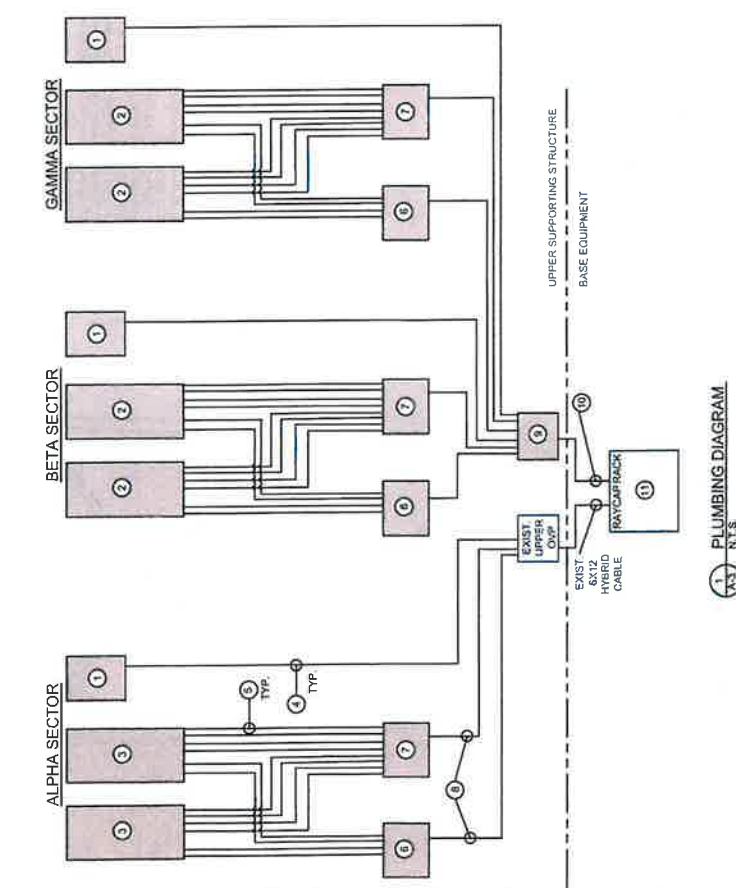 GAMMA SECTOR
1
2
2
7
6
UPPER SUPPORTING STRUCTURE
BASE EQUIPMENT
BETA SECTOR
1
2
2
7
6
9
10
RAYCAP RACK
11
ALPHA SECTOR
1
3
3
5
TYP.
4
TYP.
7
6
8
EXIST.
UPPER
OVP
EXIST.
6X12
HYBRID
CABLE
1
A-3
PLUMBING DIAGRAM
N.T.S.